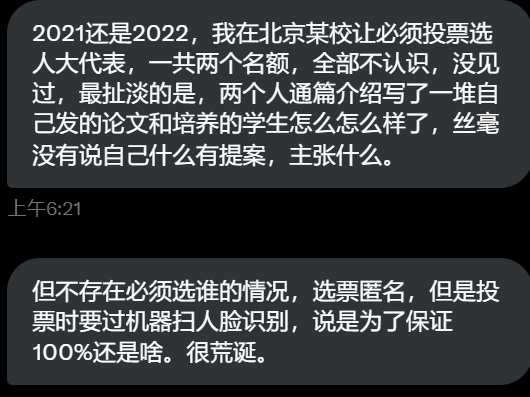 2021还是2022，我在北京某校让必须投票选
人大代表，一共两个名额，全部不认识，没见
过，最扯淡的是，两个人通篇介绍写了一堆自
己发的论文和培养的学生怎么怎么样了，丝毫
没有说自己什么有提案，主张什么。
上午6:21
但不存在必须选谁的情况，选票匿名，但是投
票时要过机器扫人脸识别，说是为了保证
100%还是啥。很荒诞。